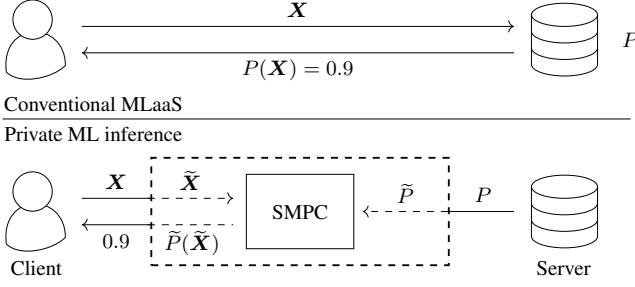 X
P(X) = 0.9
P
Conventional MLaaS
Private ML inference
X X̃ P̃ P
SMPC
0.9 P̃(X̃)
Client Server